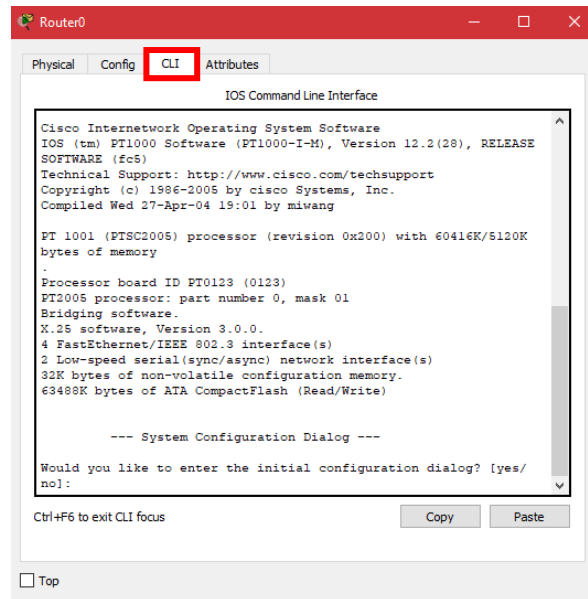 Router0
Physical Config CLI Attributes
IOS Command Line Interface
Cisco Internetwork Operating System Software
IOS (tm) PT1000 Software (PT1000-I-M), Version 12.2(28), RELEASE
SOFTWARE (fc5)
Technical Support: http://www.cisco.com/techsupport
Copyright (c) 1986-2005 by cisco Systems, Inc.
Compiled Wed 27-Apr-04 19:01 by miwang
PT 1001 (PTSC2005) processor (revision 0x200) with 60416K/5120K
bytes of memory
.
Processor board ID PT0123 (0123)
PT2005 processor: part number 0, mask 01
Bridging software.
X.25 software, Version 3.0.0.
4 FastEthernet/IEEE 802.3 interface(s)
2 Low-speed serial(sync/async) network interface(s)
32K bytes of non-volatile configuration memory.
63488K bytes of ATA CompactFlash (Read/Write)
--- System Configuration Dialog ---
Would you like to enter the initial configuration dialog? [yes/
no]:
Ctrl+F6 to exit CLI focus Copy Paste
Top